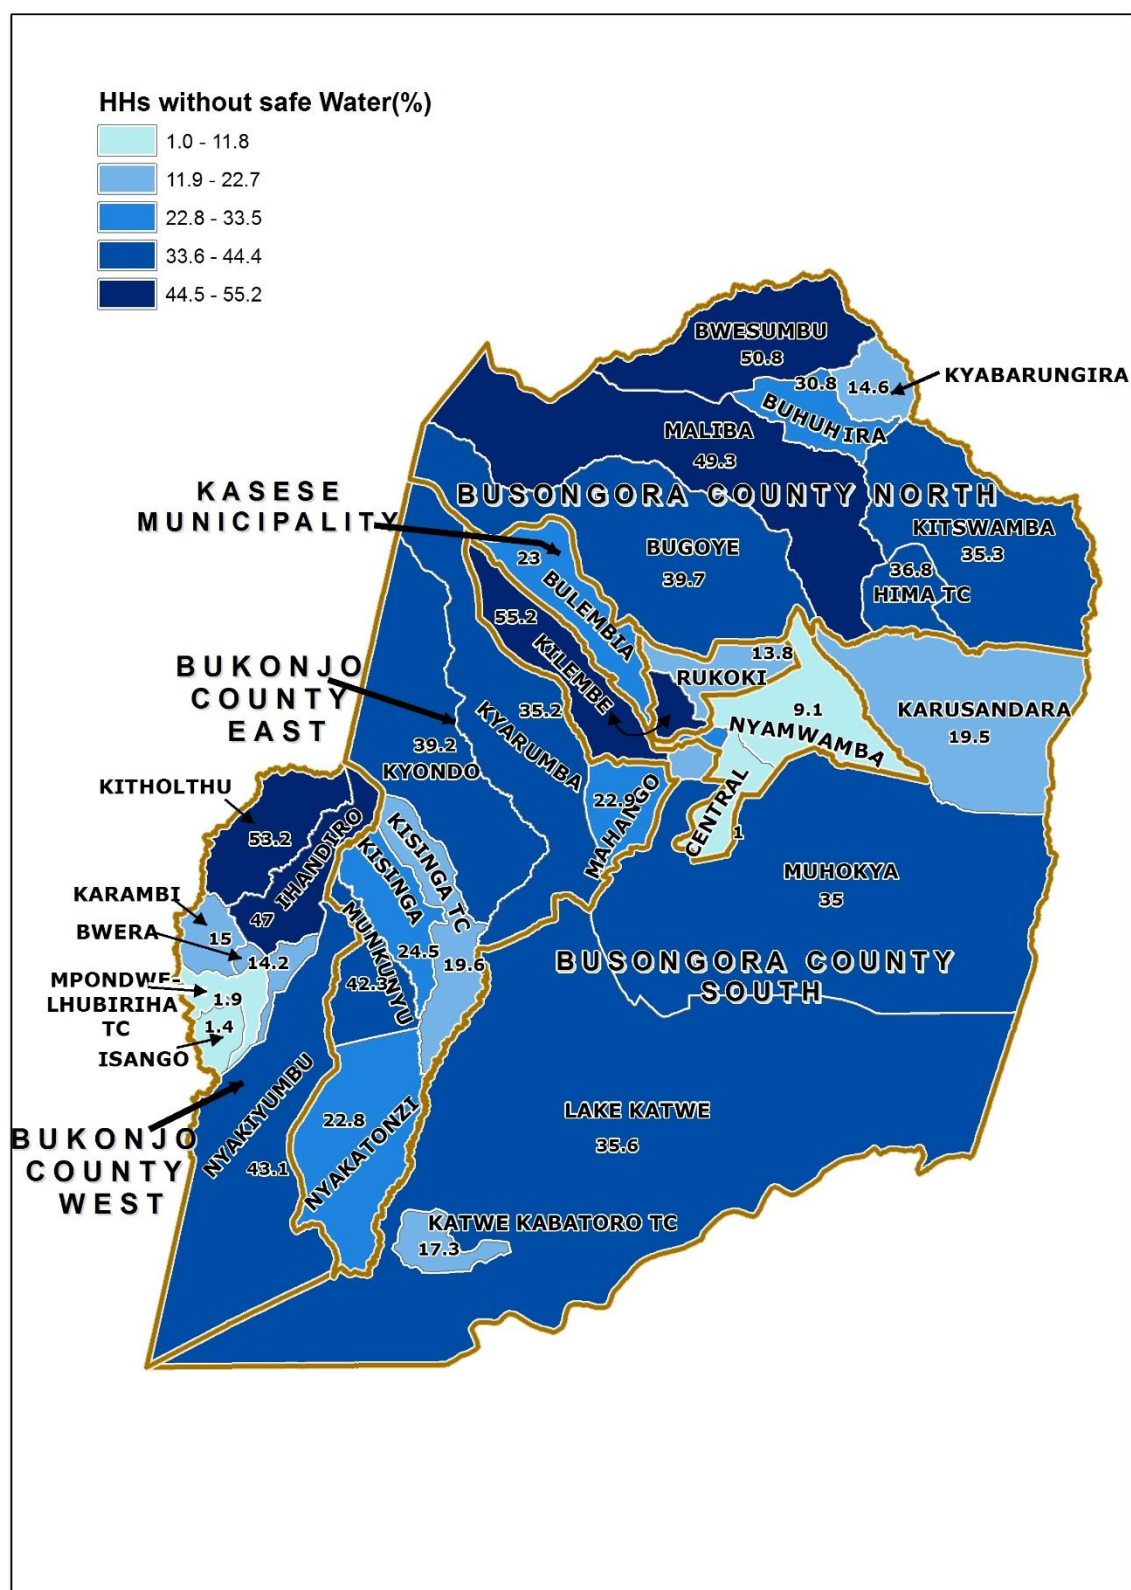 HHs without safe Water(%)
1.0 - 11.8
11.9 - 22.7
22.8 - 33.5
33.6 - 44.4
44.5 - 55.2
BWESUMBU
50.8
30.8
14.6
KYABARUNGIRA
BUHUHIRA
MALIBA
49.3
KASESE
MUNICIPALITY
BUSONGORA COUNTY NORTH
KITSWAMBA
35.3
BUGOYE
39.7
36.8
HIMA TC
23
BULEMBIA
55.2
KILEMBE
13.8
RUKOKI
9.1
NYAMWAMBA
KARUSANDARA
19.5
BUKONJO
COUNTY
EAST
35.2
KYARUMBA
39.2
KYONDO
22.9
MAHANGO
CENTRAL
1
MUHOKYA
35
KITHOLTHU
53.2
IHANDIRO
47
KISINGA TC
KISINGA
24.5
19.6
MUNKUNYU
42.3
KARAMBI
15
BWERA
14.2
MPONDWE-
LHUBIRIHA
TC
1.9
1.4
ISANGO
BUSONGORA COUNTY
SOUTH
NYAKIYUMBU
43.1
22.8
NYAKATONZI
LAKE KATWE
35.6
BUKONJO
COUNTY
WEST
KATWE KABATORO TC
17.3